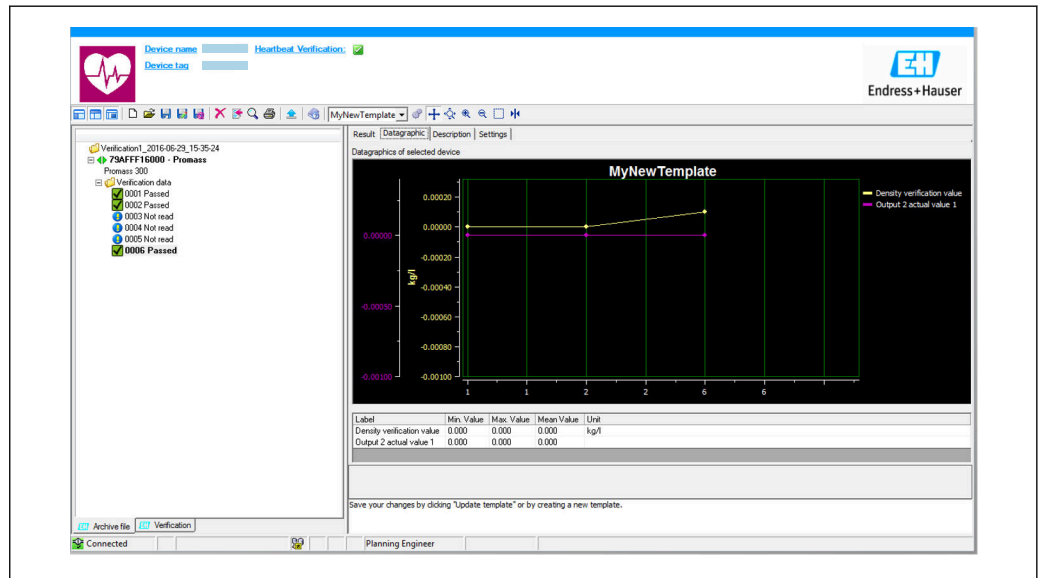 Device name Heartbeat Verification:
Device tag
EH
Endress+Hauser
MyNewTemplate
Result Datagraphic Description Settings
Datagraphics of selected device
Verification1_2016-06-29_15-35-24
79AFFF16000 - Promass
Promass 300
Verification data
0001 Passed
0002 Passed
0003 Not read
0004 Not read
0005 Not read
0006 Passed
MyNewTemplate
Density verification value
Output 2 actual value 1
0.00020
0.00000
0.00000
-0.00020
kg/l
-0.00040
-0.00050
-0.00060
-0.00080
-0.00100
-0.00100
1 1 2 2 6 6
Label Min. Value Max. Value Mean Value Unit
Density verification value 0.000 0.000 0.000 kg/l
Output 2 actual value 1 0.000 0.000 0.000
Save your changes by clicking "Update template" or by creating a new template.
EH Archive file EH Verification
Connected Planning Engineer